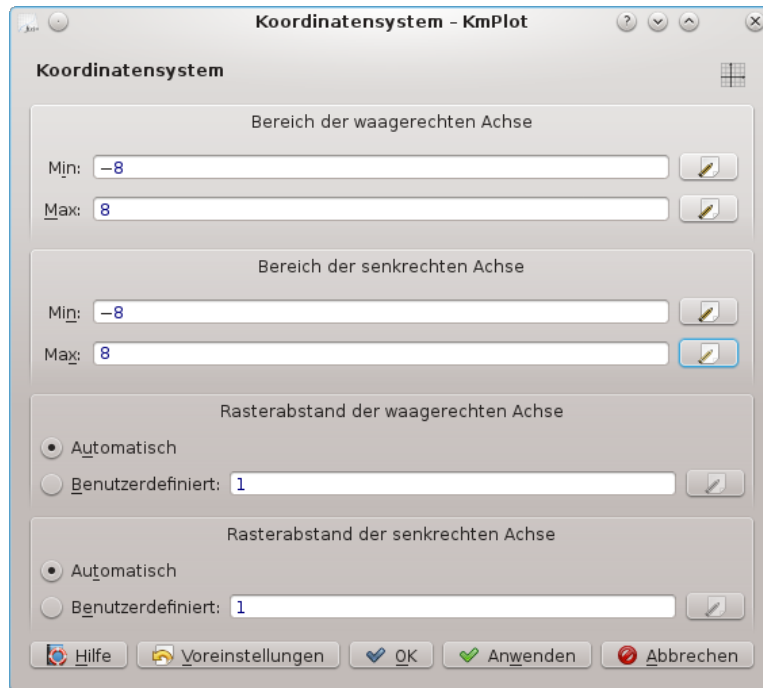 Koordinatensystem – KmPlot
Koordinatensystem
Bereich der waagerechten Achse
Min: −8
Max: 8
Bereich der senkrechten Achse
Min: −8
Max: 8
Rasterabstand der waagerechten Achse
Automatisch
Benutzerdefiniert: 1
Rasterabstand der senkrechten Achse
Automatisch
Benutzerdefiniert: 1
Hilfe Voreinstellungen OK Anwenden Abbrechen